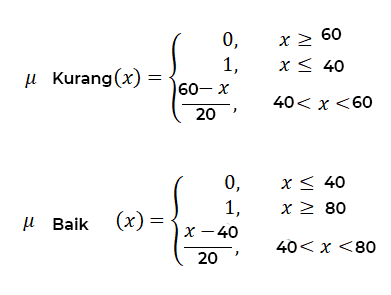 0, x ≥ 60
μ Kurang(x) = { 1, x ≤ 40
60− x / 20 , 40< x <60
0, x ≤ 40
μ Baik (x) = { 1, x ≥ 80
x − 40 / 20 , 40< x <80